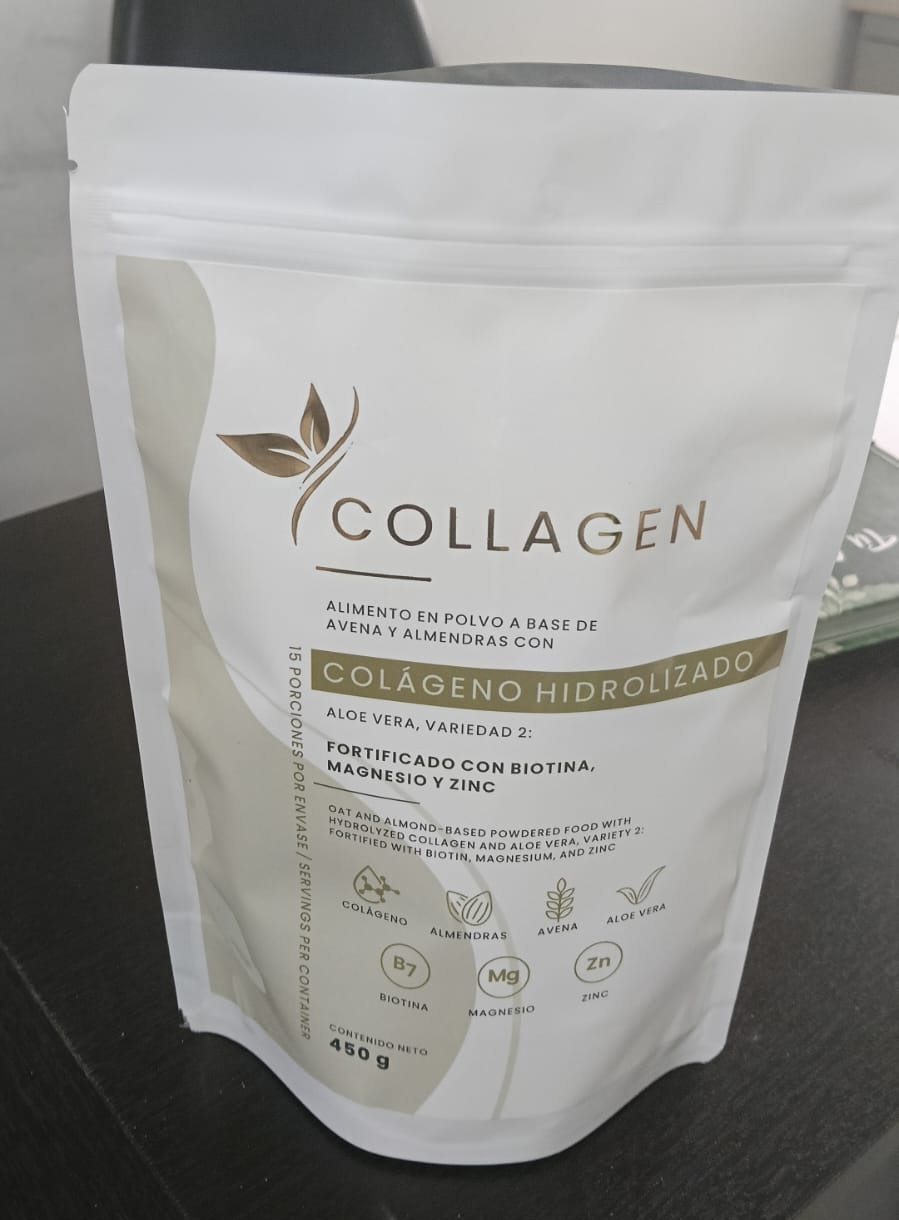 COLLAGEN
ALIMENTO EN POLVO A BASE DE
AVENA Y ALMENDRAS CON
COLÁGENO HIDROLIZADO
ALOE VERA, VARIEDAD 2:
FORTIFICADO CON BIOTINA,
MAGNESIO Y ZINC
OAT AND ALMOND-BASED POWDERED FOOD WITH
HYDROLYZED COLLAGEN AND ALOE VERA, VARIETY 2:
FORTIFIED WITH BIOTIN, MAGNESIUM, AND ZINC
COLÁGENO
ALMENDRAS
AVENA
ALOE VERA
B7
Mg
Zn
BIOTINA
MAGNESIO
ZINC
CONTENIDO NETO
450 g
15 PORCIONES POR ENVASE / SERVINGS PER CONTAINER
Tu